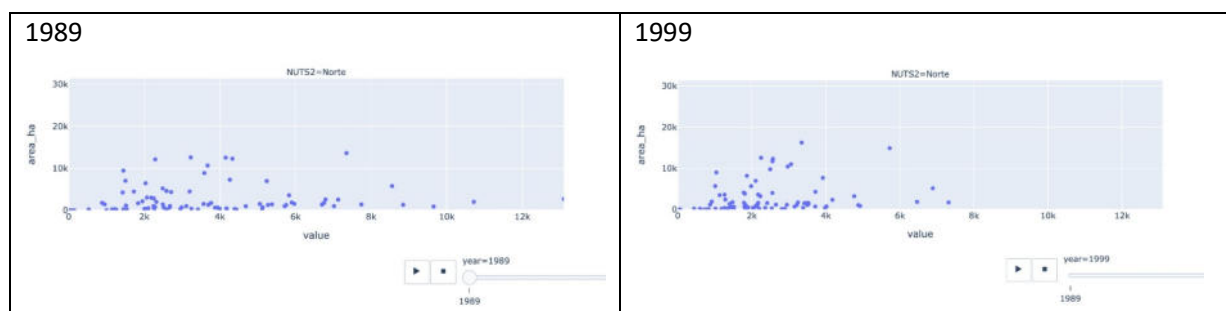 1989
NUTS2=Norte
30k
20k
area_ha
10k
0
0
2k
4k
6k
8k
10k
12k
value
year=1989
1989
1999
NUTS2=Norte
30k
20k
area_ha
10k
0
0
2k
4k
6k
8k
10k
12k
value
year=1999
1989